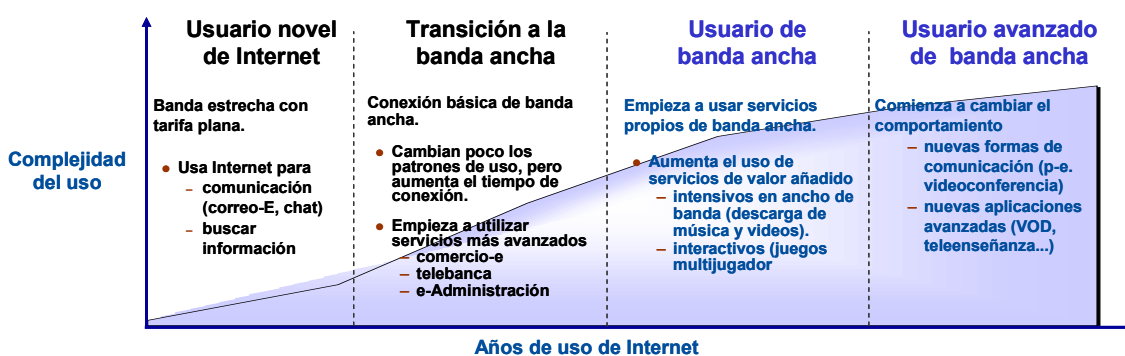 Usuario novel
de Internet
Transición a la
banda ancha
Usuario de
banda ancha
Usuario avanzado
de banda ancha
Complejidad
del uso
Banda estrecha con
tarifa plana.
● Usa Internet para
– comunicación
(correo-E, chat)
– buscar
información
Conexión básica de banda
ancha.
● Cambian poco los
patrones de uso, pero
aumenta el tiempo de
conexión.
● Empieza a utilizar
servicios más avanzados
– comercio-e
– telebanca
– e-Administración
Empieza a usar servicios
propios de banda ancha.
● Aumenta el uso de
servicios de valor añadido
– intensivos en ancho de
banda (descarga de
música y videos).
– interactivos (juegos
multijugador
Comienza a cambiar el
comportamiento
– nuevas formas de
comunicación (p-e.
videoconferencia)
– nuevas aplicaciones
avanzadas (VOD,
teleenseñanza...)
Años de uso de Internet